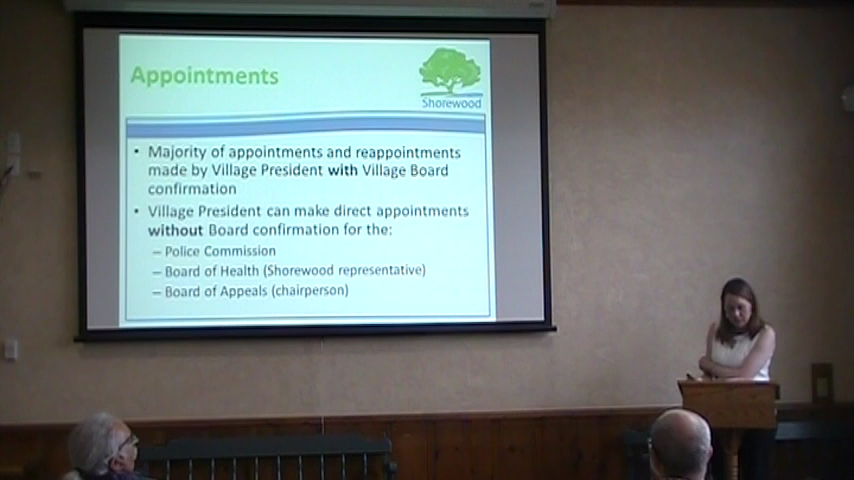 Appointments
Shorewood
• Majority of appointments and reappointments
made by Village President with Village Board
confirmation
• Village President can make direct appointments
without Board confirmation for the:
– Police Commission
– Board of Health (Shorewood representative)
– Board of Appeals (chairperson)